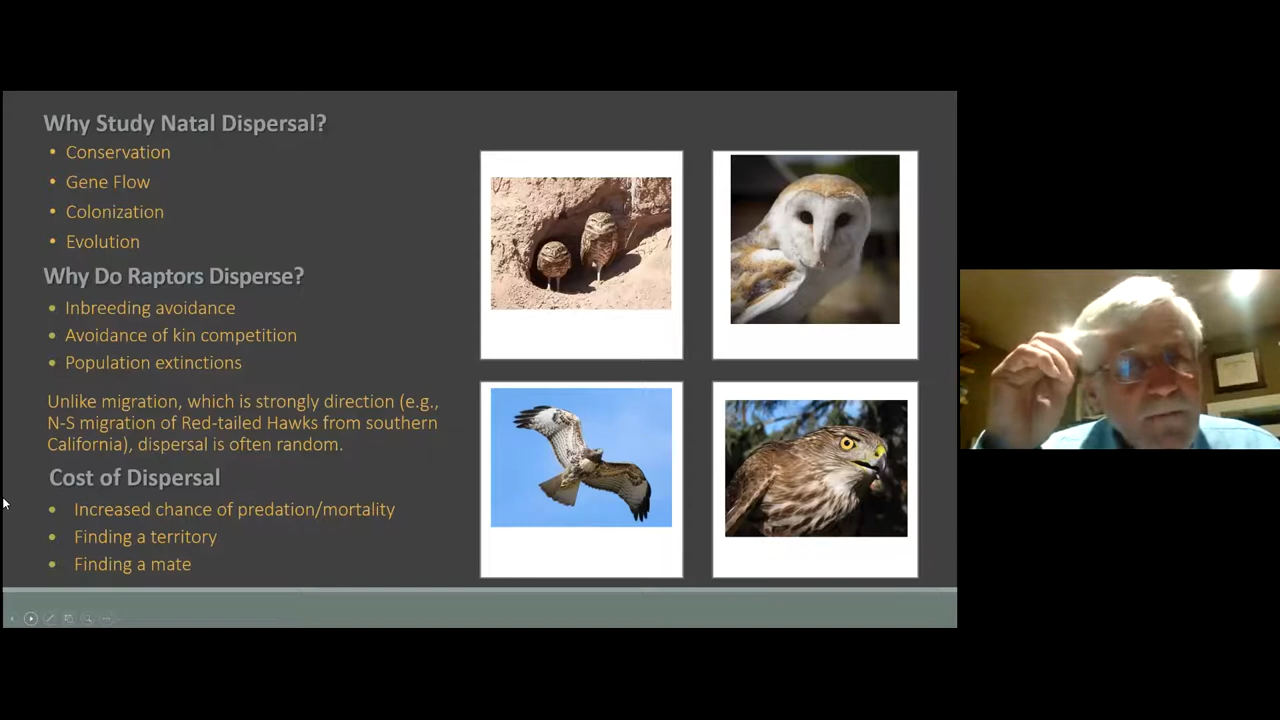 Why Study Natal Dispersal?
• Conservation
• Gene Flow
• Colonization
• Evolution
Why Do Raptors Disperse?
• Inbreeding avoidance
• Avoidance of kin competition
• Population extinctions
Unlike migration, which is strongly direction (e.g.,
N-S migration of Red-tailed Hawks from southern
California), dispersal is often random.
Cost of Dispersal
• Increased chance of predation/mortality
• Finding a territory
• Finding a mate